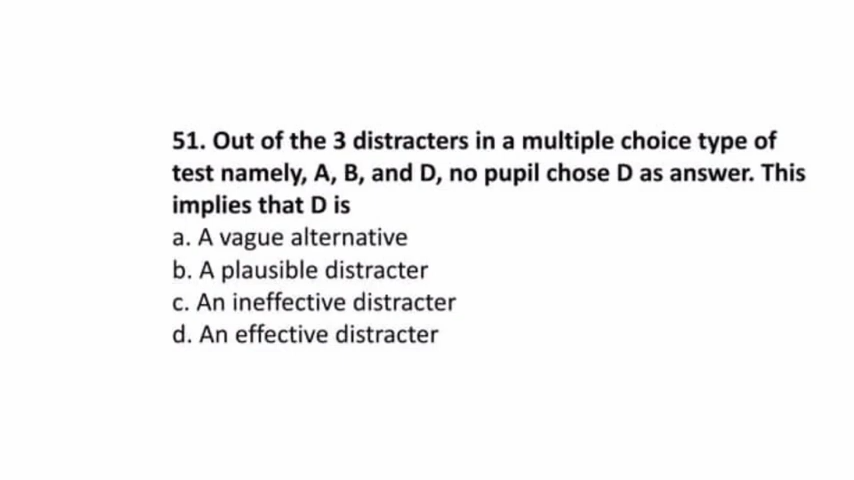 51. Out of the 3 distracters in a multiple choice type of
test namely, A, B, and D, no pupil chose D as answer. This
implies that D is
a. A vague alternative
b. A plausible distracter
c. An ineffective distracter
d. An effective distracter